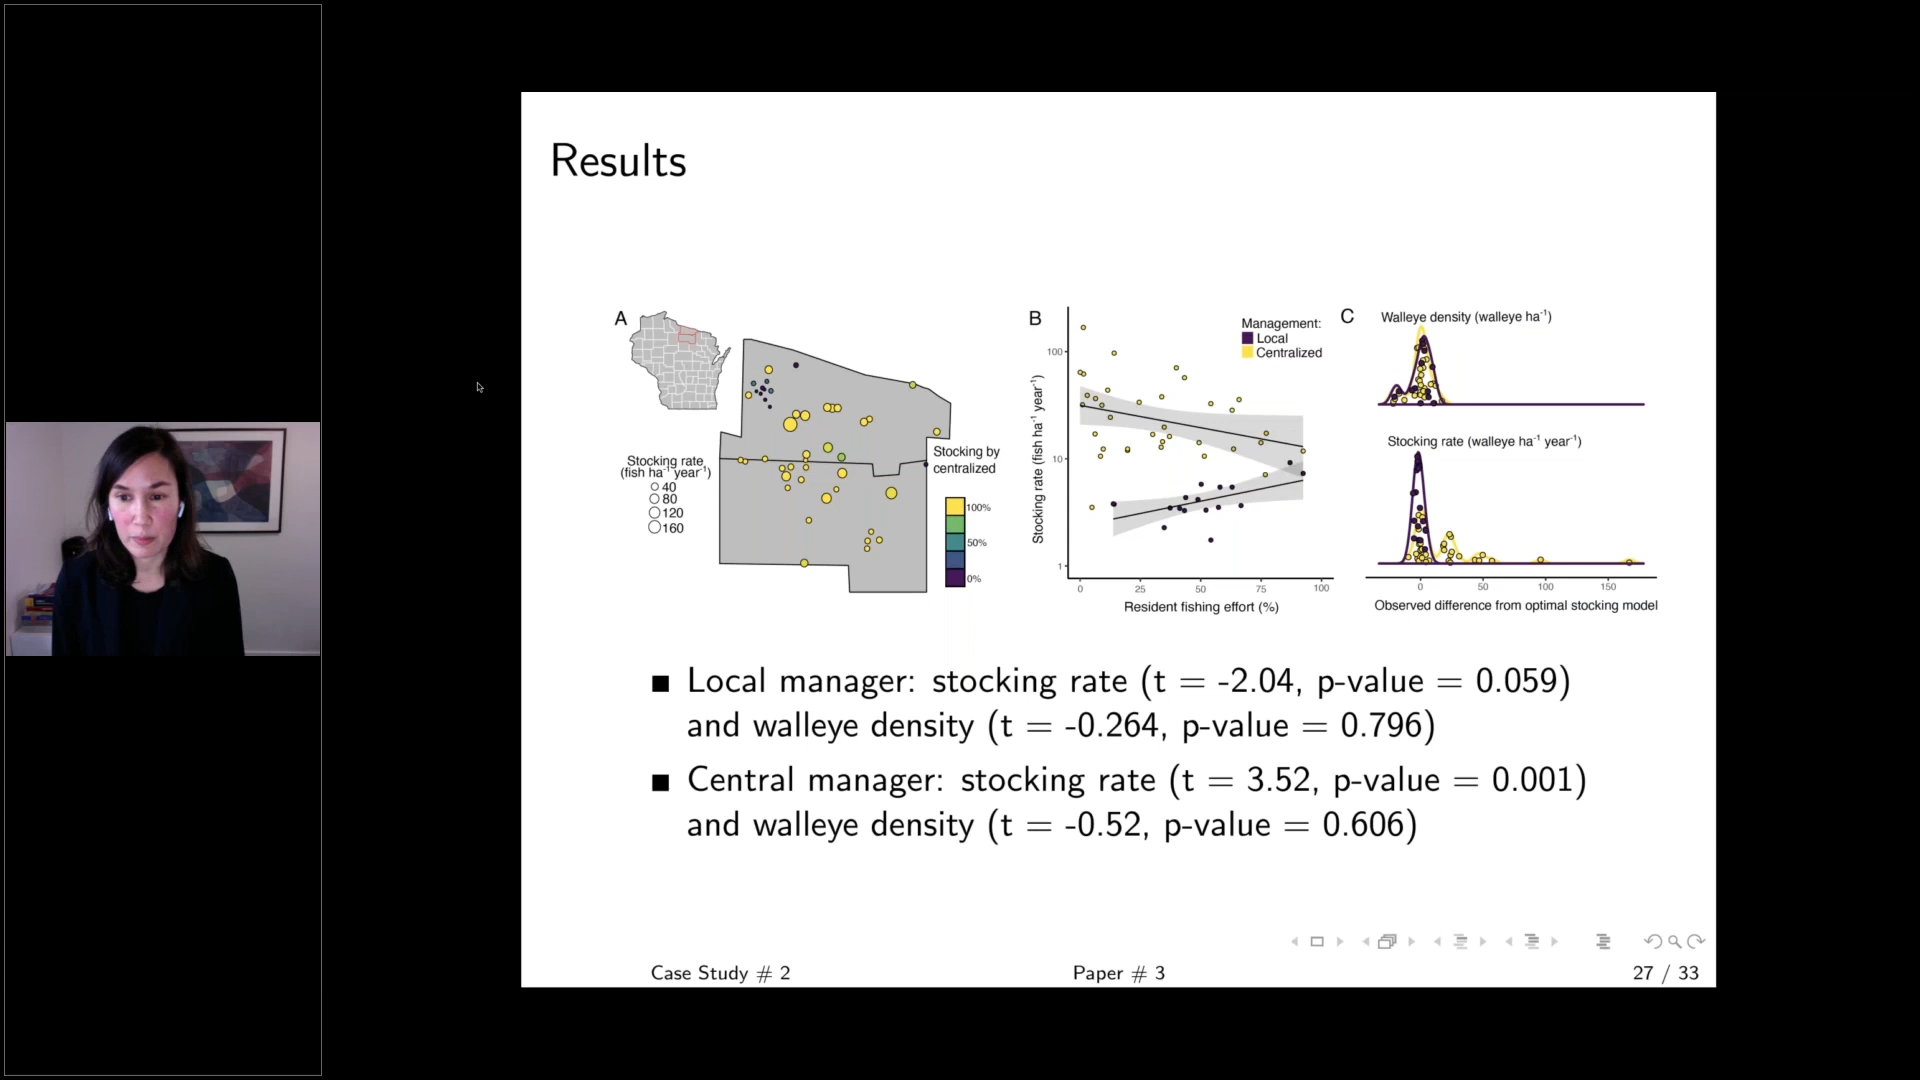 Results
A
Stocking rate
(fish ha-1 year-1)
40
80
120
160
Stocking by
centralized
100%
50%
0%
B
Management:
Local
Centralized
Stocking rate (fish ha-1 year-1)
100
10
1
0 25 50 75 100
Resident fishing effort (%)
C
Walleye density (walleye ha-1)
Stocking rate (walleye ha-1 year-1)
0 50 100 150
Observed difference from optimal stocking model
Local manager: stocking rate (t = -2.04, p-value = 0.059)
and walleye density (t = -0.264, p-value = 0.796)
Central manager: stocking rate (t = 3.52, p-value = 0.001)
and walleye density (t = -0.52, p-value = 0.606)
Case Study # 2 Paper # 3 27 / 33